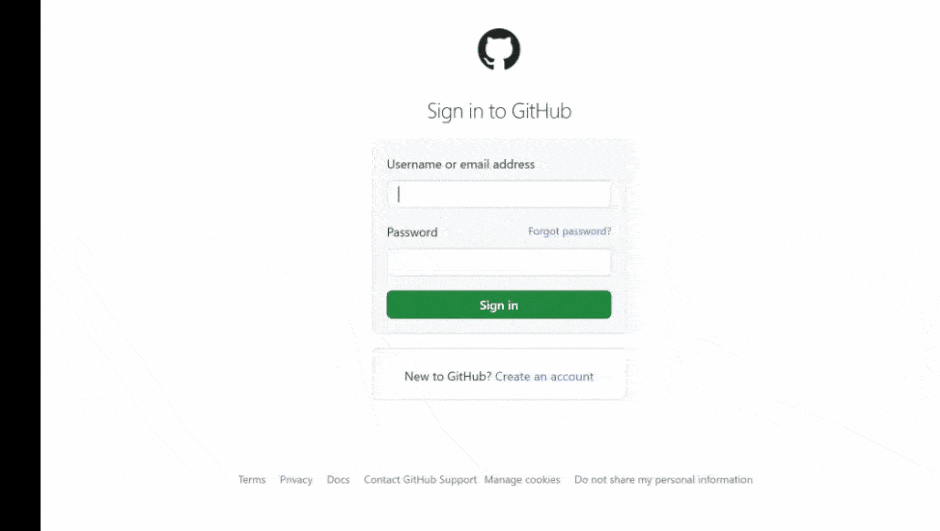 Sign in to GitHub
Username or email address
Password Forgot password?
Sign in
New to GitHub? Create an account
Terms Privacy Docs Contact GitHub Support Manage cookies Do not share my personal information